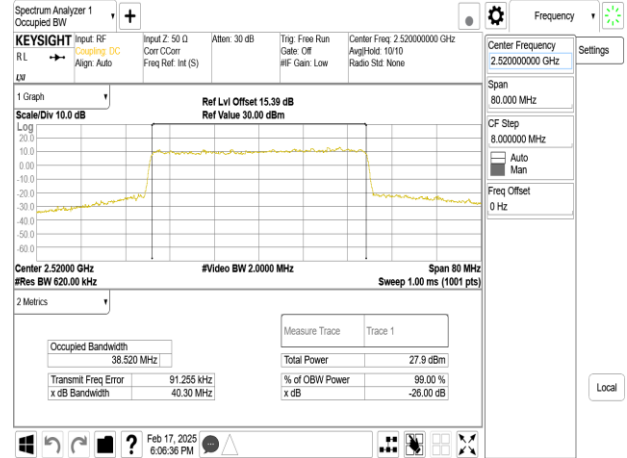 Spectrum Analyzer 1
Occupied BW
Frequency
KEYSIGHT
R L
LXI
Input: RF
Coupling: DC
Align: Auto
Input Z: 50 Ω
Corr CCorr
Freq Ref: Int (S)
Atten: 30 dB
Trig: Free Run
Gate: Off
#IF Gain: Low
Center Freq: 2.520000000 GHz
Avg|Hold: 10/10
Radio Std: None
Center Frequency
2.520000000 GHz
Settings
Span
80.000 MHz
CF Step
8.000000 MHz
Auto
Man
Freq Offset
0 Hz
Local
1 Graph
Scale/Div 10.0 dB
Ref Lvl Offset 15.39 dB
Ref Value 30.00 dBm
Log
20.0
10.0
0.00
-10.0
-20.0
-30.0
-40.0
-50.0
-60.0
Center 2.52000 GHz
#Video BW 2.0000 MHz
Span 80 MHz
#Res BW 620.00 kHz
Sweep 1.00 ms (1001 pts)
2 Metrics
Measure Trace Trace 1
Occupied Bandwidth
38.520 MHz
Total Power 27.9 dBm
Transmit Freq Error 91.255 kHz
% of OBW Power 99.00 %
x dB Bandwidth 40.30 MHz
x dB -26.00 dB
Feb 17, 2025
6:06:36 PM